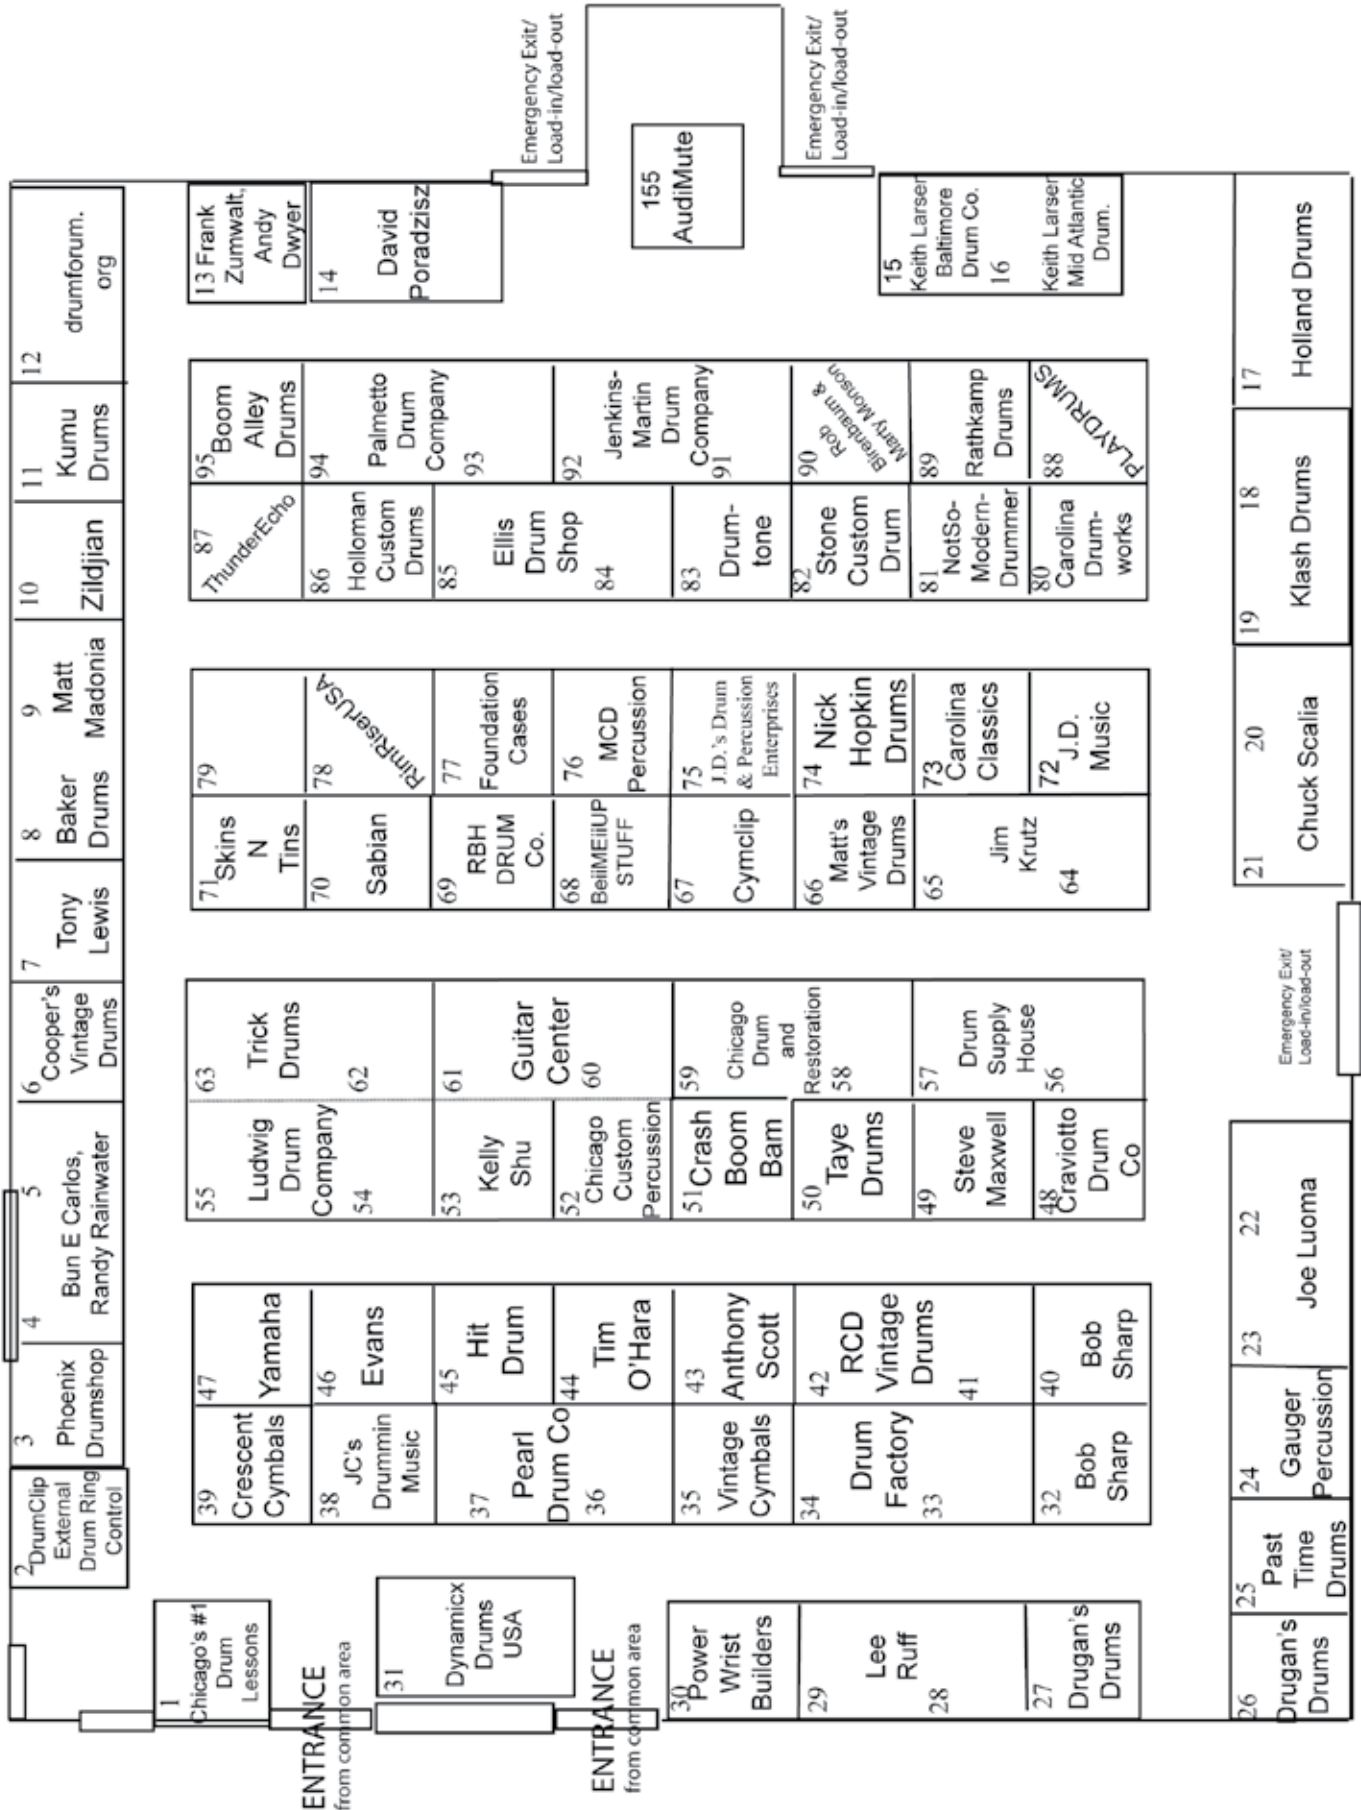 1
Chicago's #1
Drum
Lessons
2
DrumClip
External
Drum Ring
Control
3
Phoenix
Drumshop
4
5
Bun E Carlos,
Randy Rainwater
6
Cooper's
Vintage
Drums
7
Tony
Lewis
8
Baker
Drums
9
Matt
Madonia
10
Zildjian
11
Kumu
Drums
12
drumforum.
org
13 Frank
Zumwalt,
Andy
Dwyer
14
David
Poradzisz
Emergency Exit/
Load-in/load-out
155
AudiMute
Emergency Exit/
Load-in/load-out
15
Keith Larser
Baltimore
Drum Co.
16
Keith Larser
Mid Atlantic
Drum.
17
Holland Drums
18
19
Klash Drums
20
21
Chuck Scalia
Emergency Exit/
Load-in/load-out
22
23
Joe Luoma
24
Gauger
Percussion
25
Past
Time
Drums
26
Drugan's
Drums
27
Drugan's
Drums
28
29
Lee
Ruff
30
Power
Wrist
Builders
ENTRANCE
from common area
31
Dynamicx
Drums
USA
ENTRANCE
from common area
39
Crescent
Cymbals
38
JC's
Drummin
Music
37
Pearl
Drum Co
36
35
Vintage
Cymbals
34
Drum
Factory
33
32
Bob
Sharp
47
Yamaha
46
Evans
45
Hit
Drum
44
Tim
O'Hara
43
Anthony
Scott
42
RCD
Vintage
Drums
41
40
Bob
Sharp
55
Ludwig
Drum
Company
54
53
Kelly
Shu
52
Chicago
Custom
Percussion
51
Crash
Boom
Bam
50
Taye
Drums
49
Steve
Maxwell
48
Craviotto
Drum
Co
63
Trick
Drums
62
61
Guitar
Center
60
59
Chicago
Drum
and
Restoration
58
57
Drum
Supply
House
56
71
Skins
N
Tins
70
Sabian
69
RBH
DRUM
Co.
68
BeiiMEiiUP
STUFF
67
Cymclip
66
Matt's
Vintage
Drums
65
Jim
Krutz
64
79
78
RimRiserUSA
77
Foundation
Cases
76
MCD
Percussion
75
J.D.'s Drum
& Percussion
Enterprises
74
Nick
Hopkin
Drums
73
Carolina
Classics
72
J.D.
Music
87
ThunderEcho
86
Holloman
Custom
Drums
85
Ellis
Drum
Shop
84
83
Drum-
tone
82
Stone
Custom
Drum
81
NotSo-
Modern-
Drummer
80
Carolina
Drum-
works
95
Boom
Alley
Drums
94
Palmetto
Drum
Company
93
92
Jenkins-
Martin
Drum
Company
91
90
Rob
Birenbaum &
Marty Monson
89
Rathkamp
Drums
88
PLAYDRUMS